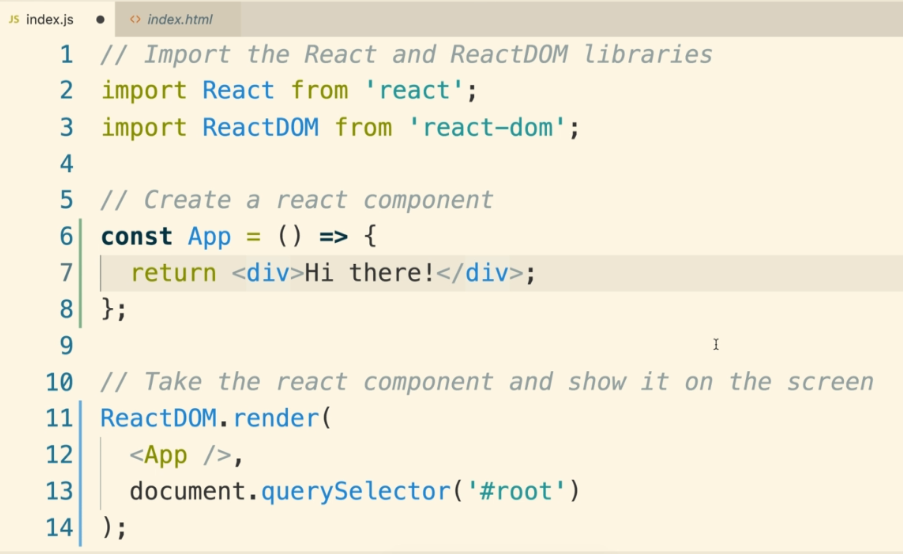 JS index.js ● <> index.html
1 // Import the React and ReactDOM libraries
2 import React from 'react';
3 import ReactDOM from 'react-dom';
4
5 // Create a react component
6 const App = () => {
7   return <div>Hi there!</div>;
8 };
9
10 // Take the react component and show it on the screen
11 ReactDOM.render(
12   <App />,
13   document.querySelector('#root')
14 );